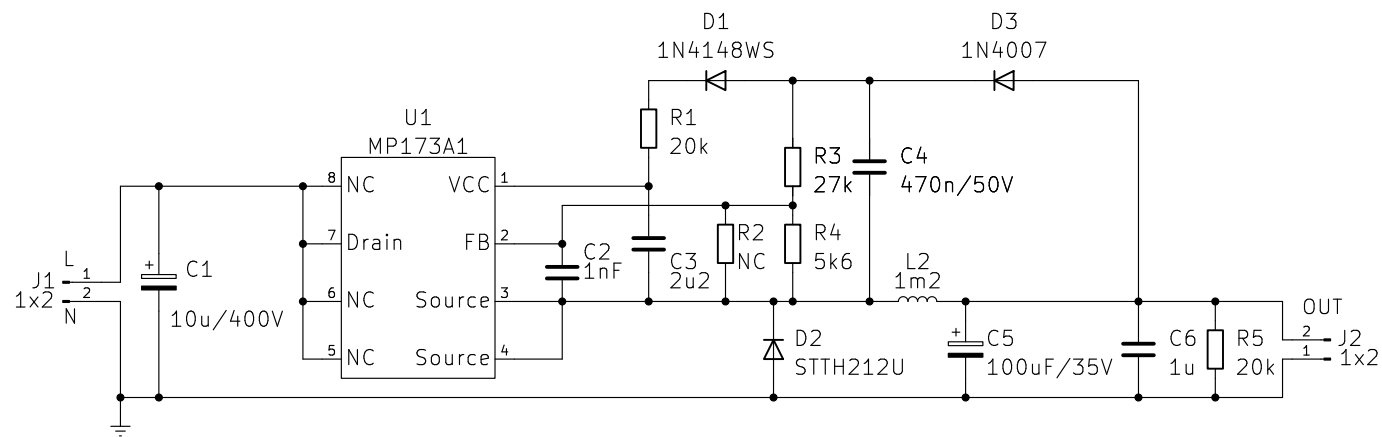 D1
1N4148WS
D3
1N4007
U1
MP173A1
R1
20k
R3
27k
C4
470n/50V
8 NC
VCC 1
7 Drain
FB 2
6 NC
Source 3
5 NC
Source 4
L
J1 1
1x2 2
N
+ C1
10u/400V
C2
1nF
C3
2u2
R2
NC
R4
5k6
L2
1m2
D2
STTH212U
+ C5
100uF/35V
C6
1u
R5
20k
OUT
2 J2
1 1x2